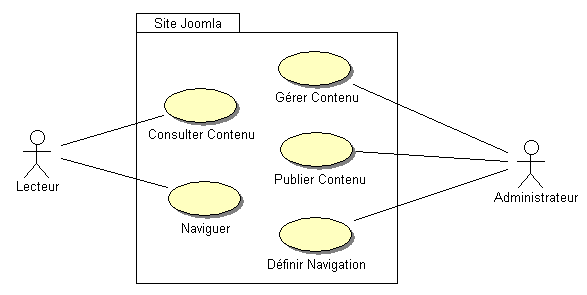 Site Joomla
Gérer Contenu
Consulter Contenu
Publier Contenu
Lecteur
Administrateur
Naviguer
Définir Navigation